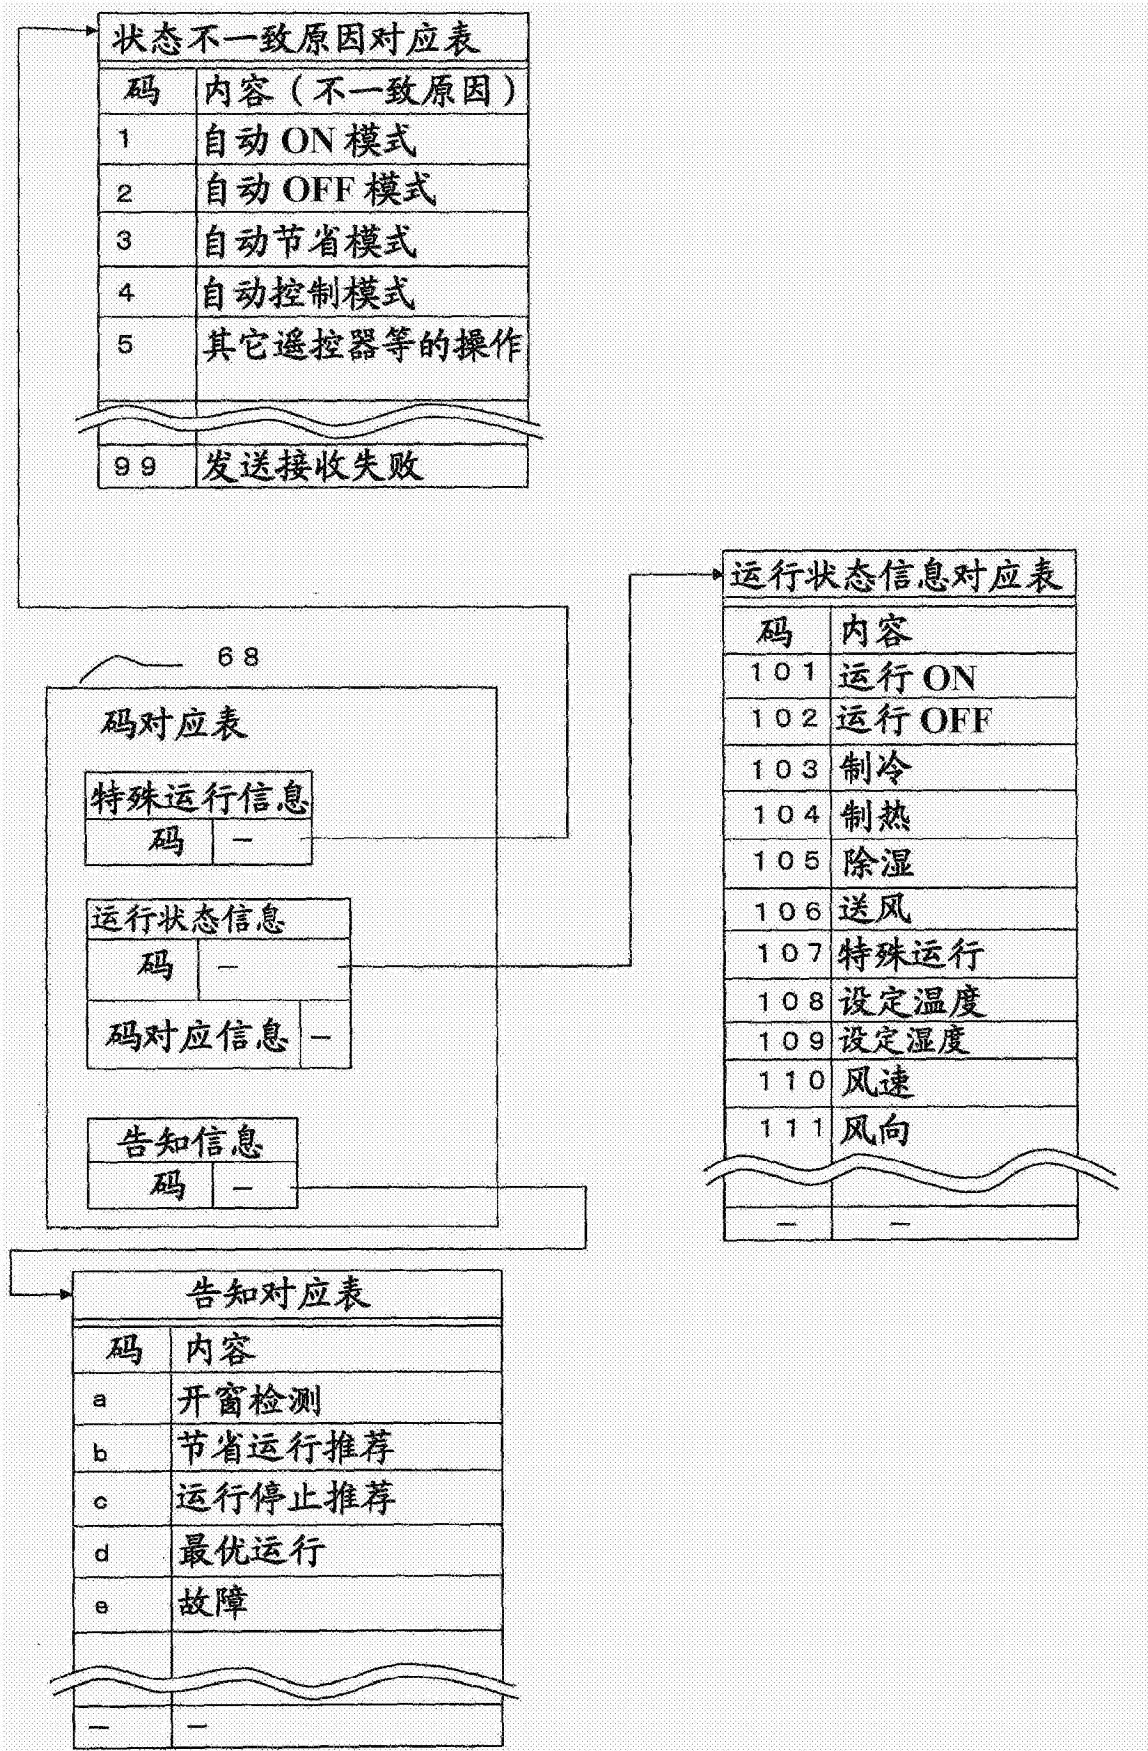 状态不一致原因对应表
码 内容（不一致原因）
1 自动 ON 模式
2 自动 OFF 模式
3 自动节省模式
4 自动控制模式
5 其它遥控器等的操作
99 发送接收失败
68
码对应表
特殊运行信息
码 －
运行状态信息
码 －
码对应信息 －
告知信息
码 －
运行状态信息对应表
码 内容
101 运行 ON
102 运行 OFF
103 制冷
104 制热
105 除湿
106 送风
107 特殊运行
108 设定温度
109 设定湿度
110 风速
111 风向
－ －
告知对应表
码 内容
a 开窗检测
b 节省运行推荐
c 运行停止推荐
d 最优运行
e 故障
－ －